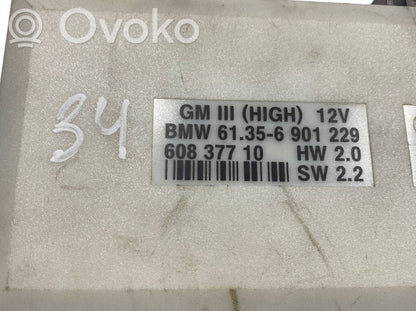 Ovoko
34
GM III (HIGH) 12V
BMW 61.35-6 901 229
608 377 10 HW 2.0
SW 2.2